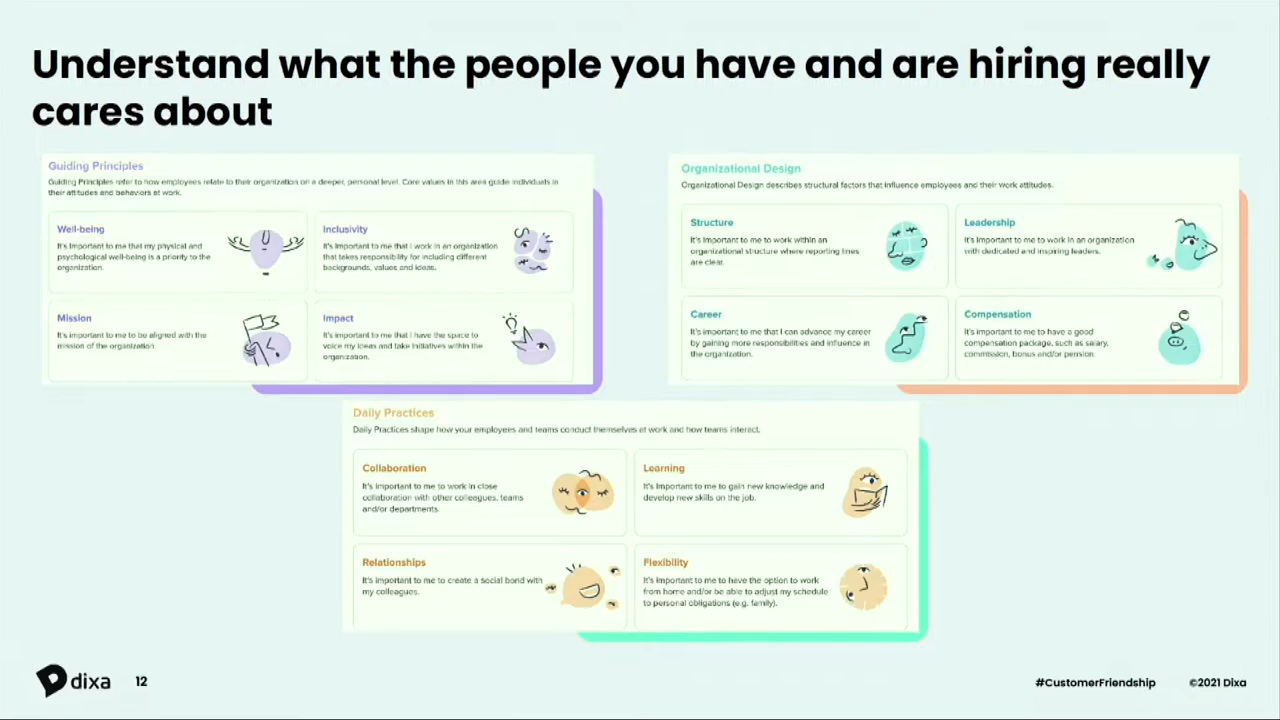 Understand what the people you have and are hiring really
cares about
Guiding Principles
Guiding Principles refer to how employees relate to their organization on a deeper, personal level. Core values in this area guide individuals in
their attitudes and behaviors at work.
Well-being
It's important to me that my physical and
psychological well-being is a priority to the
organization.
Inclusivity
It's important to me that I work in an organization
that takes responsibility for including different
backgrounds, values and ideas.
Mission
It's important to me to be aligned with the
mission of the organization.
Impact
It's important to me that I have the space to
voice my ideas and take initiatives within the
organization.
Organizational Design
Organizational Design describes structural factors that influence employees and their work attitudes.
Structure
It's important to me to work within an
organizational structure where reporting lines
are clear.
Leadership
It's important to me to work in an organization
with dedicated and inspiring leaders.
Career
It's important to me that I can advance my career
by gaining more responsibilities and influence in
the organization.
Compensation
It's important to me to have a good
compensation package, such as salary,
commission, bonus and/or pension.
Daily Practices
Daily Practices shape how your employees and teams conduct themselves at work and how teams interact.
Collaboration
It's important to me to work in close
collaboration with other colleagues, teams
and/or departments.
Learning
It's important to me to gain new knowledge and
develop new skills on the job.
Relationships
It's important to me to create a social bond with
my colleagues.
Flexibility
It's important to me to have the option to work
from home and/or be able to adjust my schedule
to personal obligations (e.g. family).
dixa 12 #CustomerFriendship ©2021 Dixa